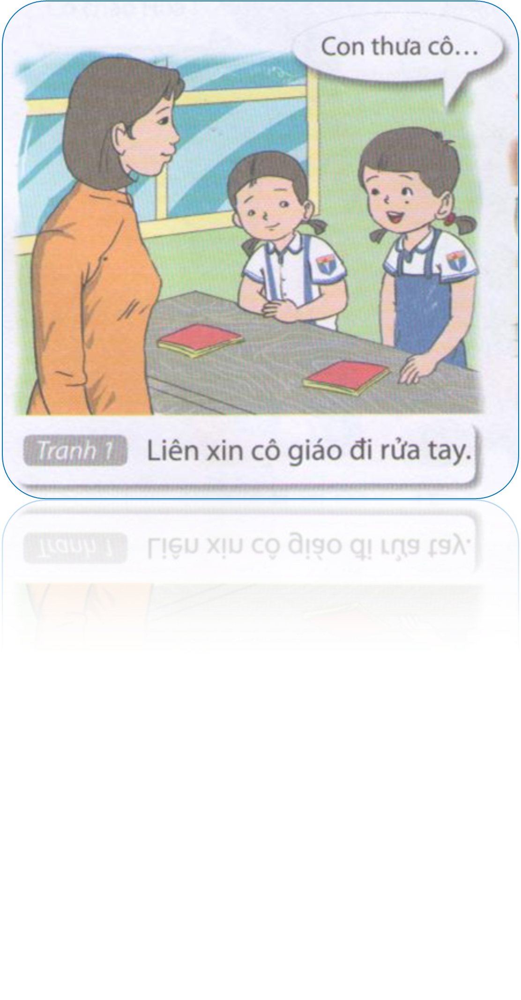 Con thưa cô...
Tranh 1 Liên xin cô giáo đi rửa tay.